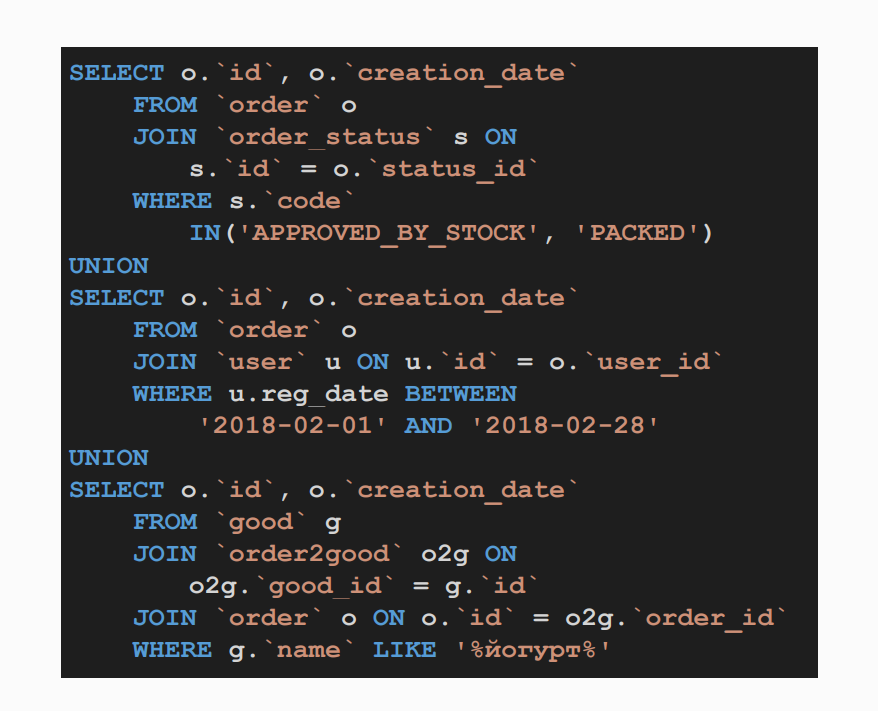 SELECT o.`id`, o.`creation_date`
FROM `order` o
JOIN `order_status` s ON
s.`id` = o.`status_id`
WHERE s.`code`
IN('APPROVED_BY_STOCK', 'PACKED')
UNION
SELECT o.`id`, o.`creation_date`
FROM `order` o
JOIN `user` u ON u.`id` = o.`user_id`
WHERE u.reg_date BETWEEN
'2018-02-01' AND '2018-02-28'
UNION
SELECT o.`id`, o.`creation_date`
FROM `good` g
JOIN `order2good` o2g ON
o2g.`good_id` = g.`id`
JOIN `order` o ON o.`id` = o2g.`order_id`
WHERE g.`name` LIKE '%йогурт%'